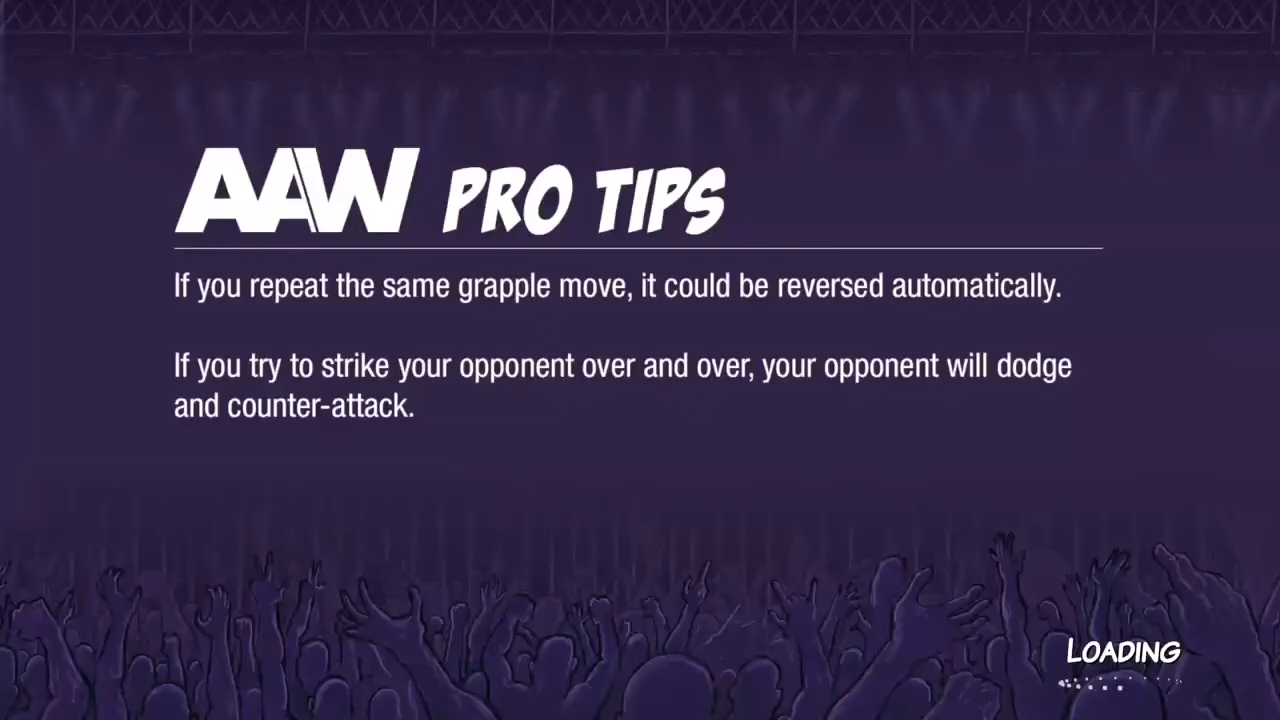 AAW PRO TIPS
If you repeat the same grapple move, it could be reversed automatically.
If you try to strike your opponent over and over, your opponent will dodge
and counter-attack.
LOADING